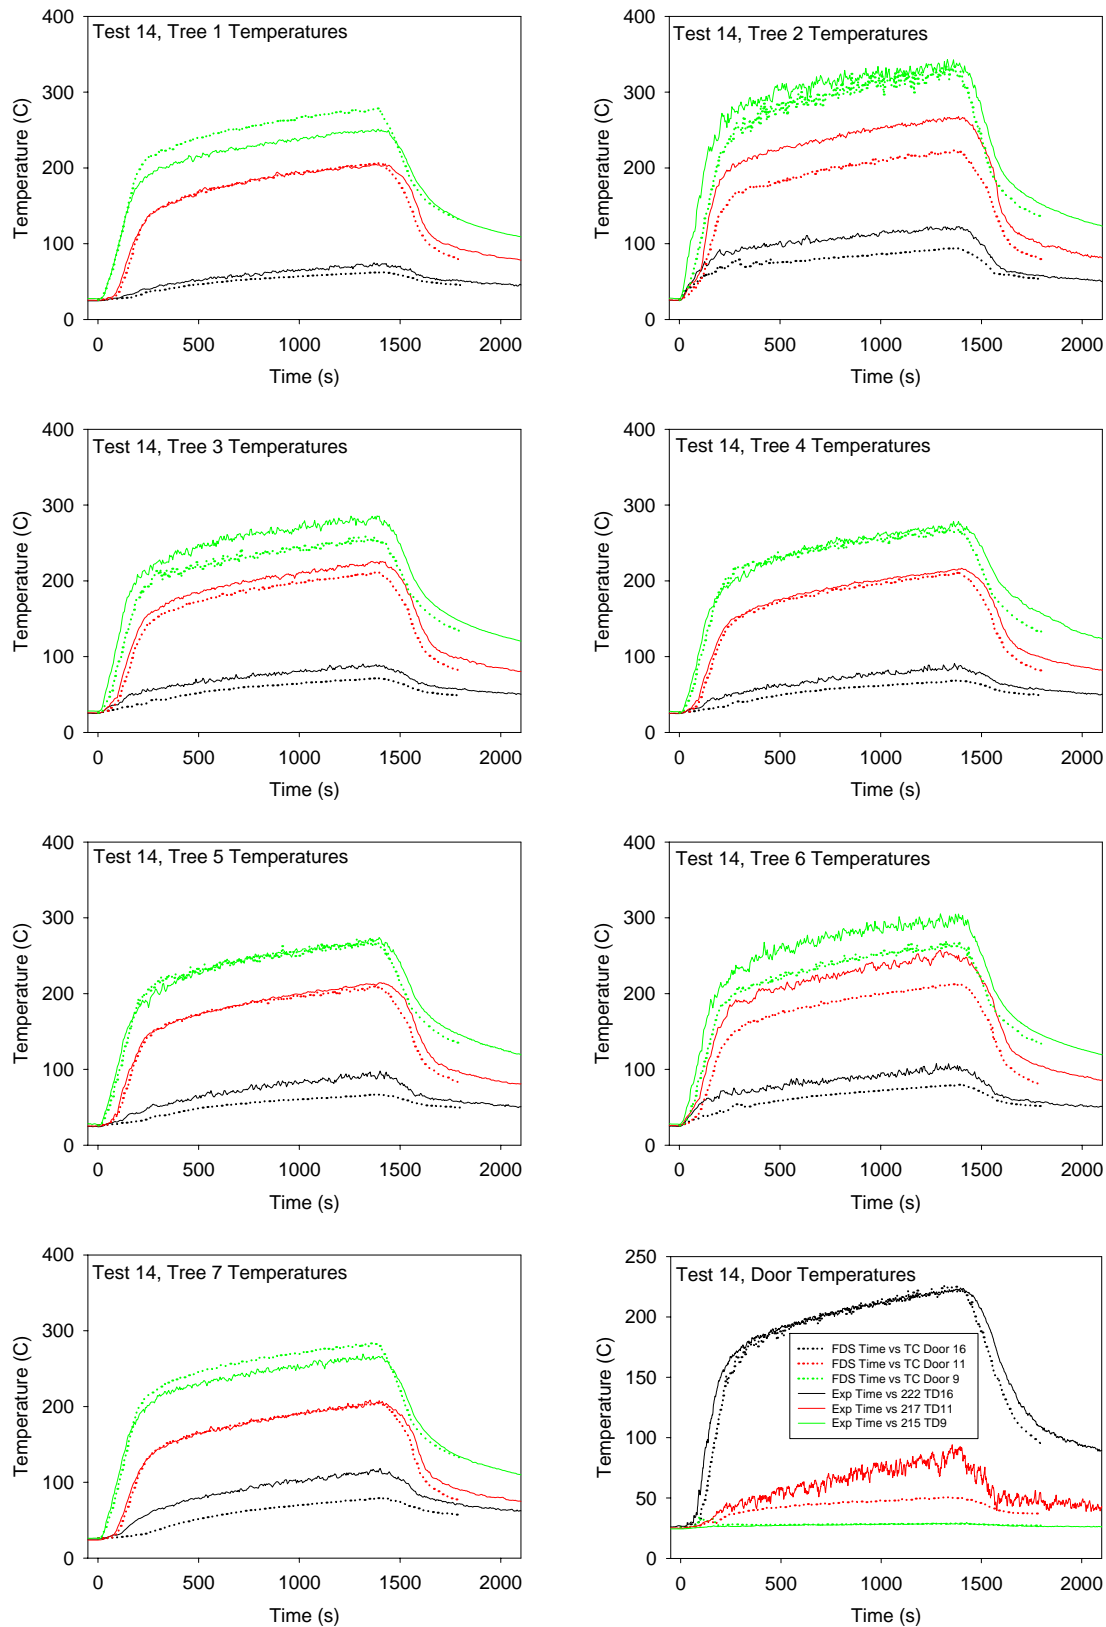 Test 14, Tree 1 Temperatures
Temperature (C)
400
300
200
100
0
0 500 1000 1500 2000
Time (s)
Test 14, Tree 2 Temperatures
Temperature (C)
400
300
200
100
0
0 500 1000 1500 2000
Time (s)
Test 14, Tree 3 Temperatures
Temperature (C)
400
300
200
100
0
0 500 1000 1500 2000
Time (s)
Test 14, Tree 4 Temperatures
Temperature (C)
400
300
200
100
0
0 500 1000 1500 2000
Time (s)
Test 14, Tree 5 Temperatures
Temperature (C)
400
300
200
100
0
0 500 1000 1500 2000
Time (s)
Test 14, Tree 6 Temperatures
Temperature (C)
400
300
200
100
0
0 500 1000 1500 2000
Time (s)
Test 14, Tree 7 Temperatures
Temperature (C)
400
300
200
100
0
0 500 1000 1500 2000
Time (s)
Test 14, Door Temperatures
Temperature (C)
250
200
150
100
50
0
FDS Time vs TC Door 16
FDS Time vs TC Door 11
FDS Time vs TC Door 9
Exp Time vs 222 TD16
Exp Time vs 217 TD11
Exp Time vs 215 TD9
0 500 1000 1500 2000
Time (s)